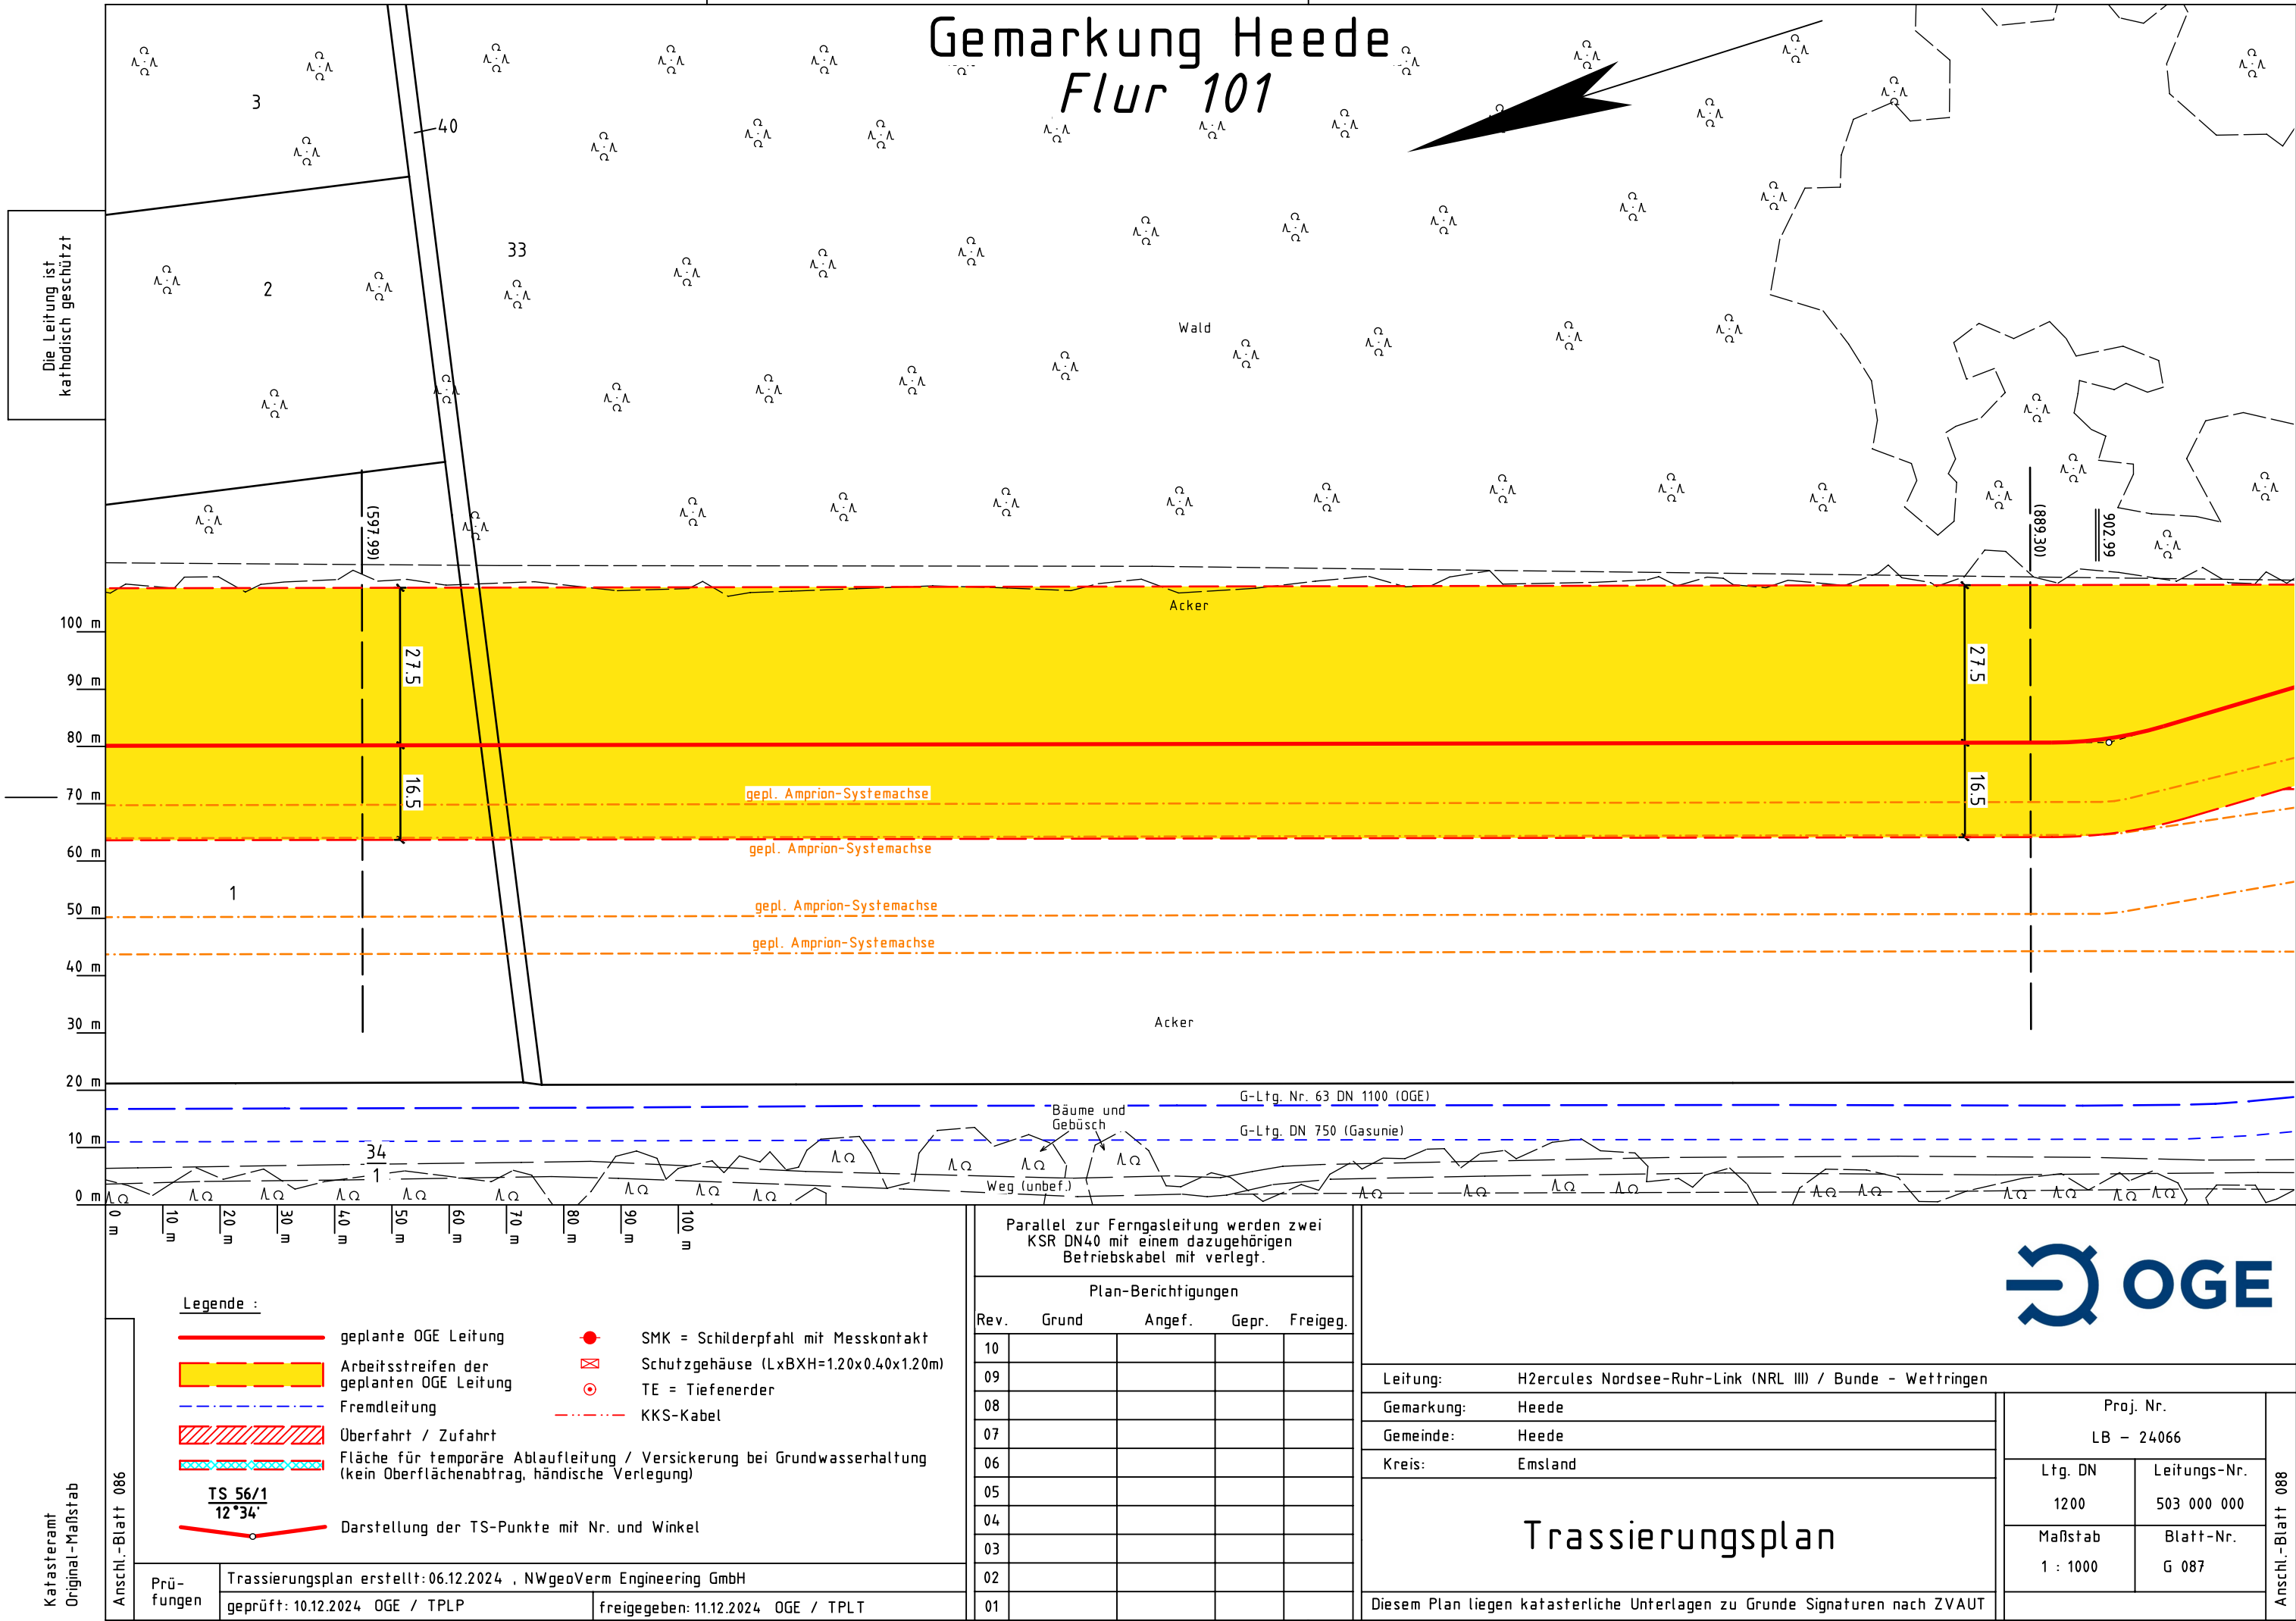 Gemarkung Heede
Flur 101
3
40
33
2
Die Leitung ist
kathodisch geschützt
Wald
(597.99)
(889.30)
902.99
Acker
100 m
90 m
80 m
70 m
60 m
50 m
40 m
30 m
20 m
10 m
0 m
27.5
16.5
27.5
16.5
gepl. Amprion-Systemachse
gepl. Amprion-Systemachse
gepl. Amprion-Systemachse
gepl. Amprion-Systemachse
1
Acker
G-Ltg. Nr. 63 DN 1100 (OGE)
Bäume und
Gebüsch
G-Ltg. DN 750 (Gasunie)
34
1
Weg (unbef.)
0 m
10 m
20 m
30 m
40 m
50 m
60 m
70 m
80 m
90 m
100 m
Legende :
geplante OGE Leitung
Arbeitsstreifen der
geplanten OGE Leitung
Fremdleitung
Überfahrt / Zufahrt
Fläche für temporäre Ablaufleitung / Versickerung bei Grundwasserhaltung
(kein Oberflächenabtrag, händische Verlegung)
TS 56/1
12°34'
Darstellung der TS-Punkte mit Nr. und Winkel
SMK = Schilderpfahl mit Messkontakt
Schutzgehäuse (LxBXH=1.20x0.40x1.20m)
TE = Tiefenerder
KKS-Kabel
Katasteramt
Original-Maßstab
Anschl.-Blatt 086
Prü-
fungen
Trassierungsplan erstellt: 06.12.2024 , NWgeoVerm Engineering GmbH
geprüft: 10.12.2024 OGE / TPLP
freigegeben: 11.12.2024 OGE / TPLT
Parallel zur Ferngasleitung werden zwei
KSR DN40 mit einem dazugehörigen
Betriebskabel mit verlegt.
Plan-Berichtigungen
Rev. Grund Angef. Gepr. Freigeg.
10
09
08
07
06
05
04
03
02
01
OGE
Leitung: H2ercules Nordsee-Ruhr-Link (NRL III) / Bunde - Wettringen
Gemarkung: Heede
Gemeinde: Heede
Kreis: Emsland
Trassierungsplan
Diesem Plan liegen katasterliche Unterlagen zu Grunde Signaturen nach ZVAUT
Proj. Nr.
LB - 24066
Ltg. DN Leitungs-Nr.
1200 503 000 000
Maßstab Blatt-Nr.
1 : 1000 G 087
Anschl.-Blatt 088